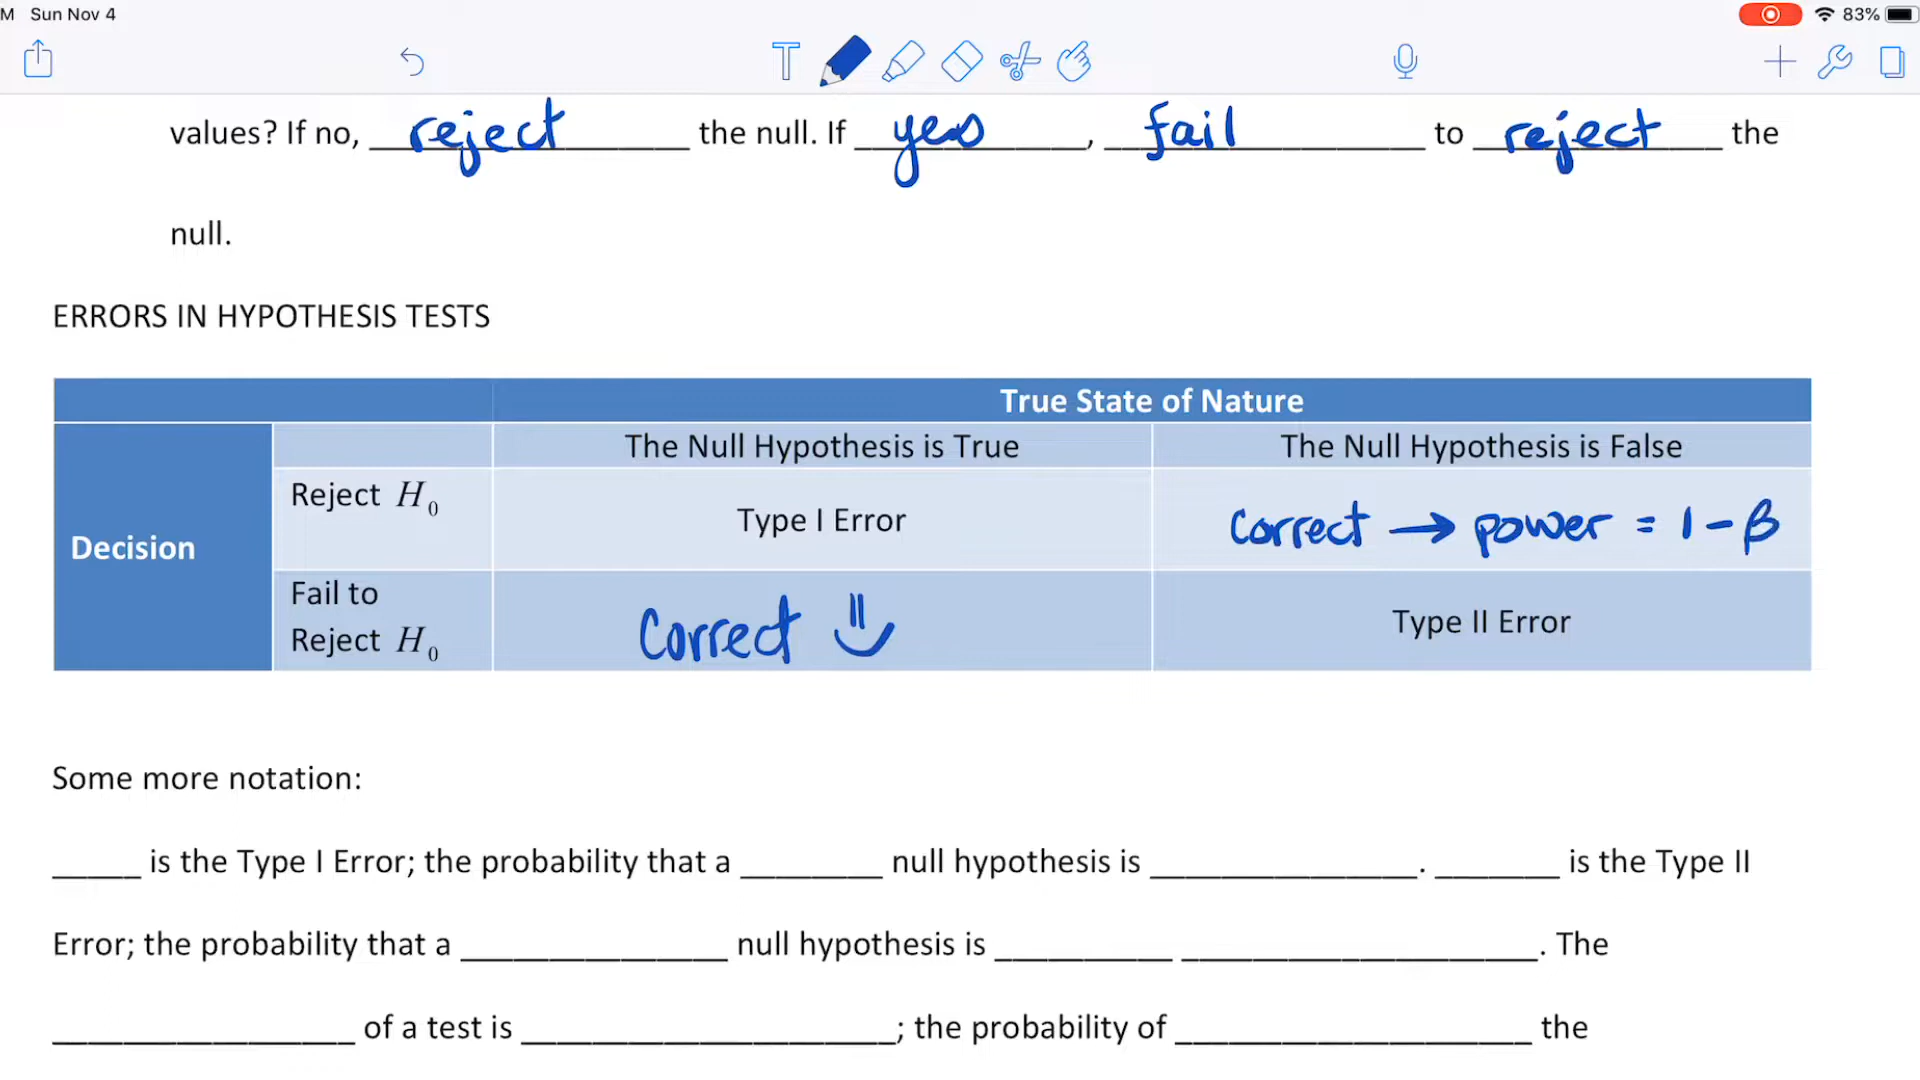 M Sun Nov 4 83%
values? If no, reject the null. If yes, fail to reject the
null.
ERRORS IN HYPOTHESIS TESTS
True State of Nature
The Null Hypothesis is True The Null Hypothesis is False
Decision
Reject H₀ Type I Error Correct → power = 1 - β
Fail to
Reject H₀ Correct Type II Error
Some more notation:
_____ is the Type I Error; the probability that a ________ null hypothesis is _______________. _______ is the Type II
Error; the probability that a _______________ null hypothesis is __________ ____________________. The
_________________ of a test is _____________________; the probability of ____________________ the